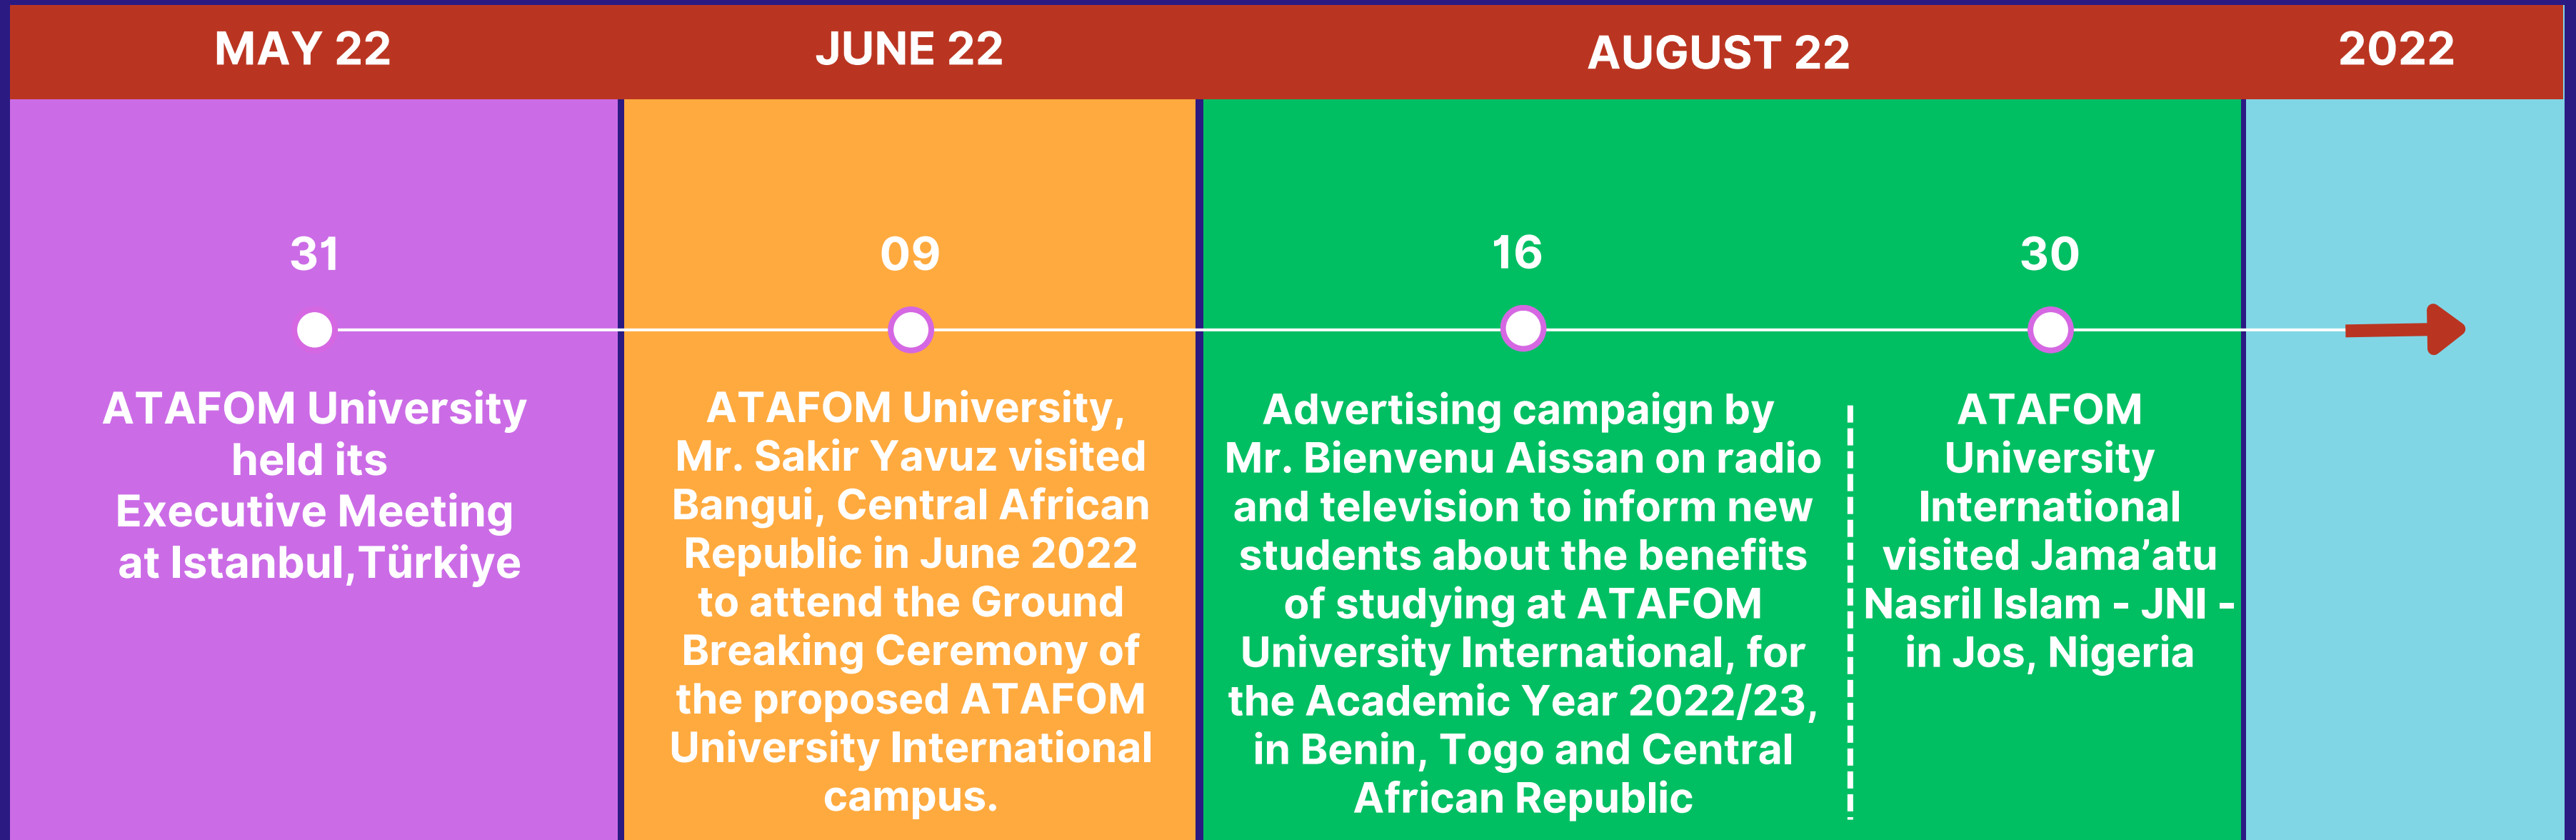 MAY 22
JUNE 22
AUGUST 22
2022
31
ATAFOM University
held its
Executive Meeting
at Istanbul,Türkiye
09
ATAFOM University,
Mr. Sakir Yavuz visited
Bangui, Central African
Republic in June 2022
to attend the Ground
Breaking Ceremony of
the proposed ATAFOM
University International
campus.
16
Advertising campaign by
Mr. Bienvenu Aissan on radio
and television to inform new
students about the benefits
of studying at ATAFOM
University International, for
the Academic Year 2022/23,
in Benin, Togo and Central
African Republic
30
ATAFOM
University
International
visited Jama’atu
Nasril Islam - JNI -
in Jos, Nigeria